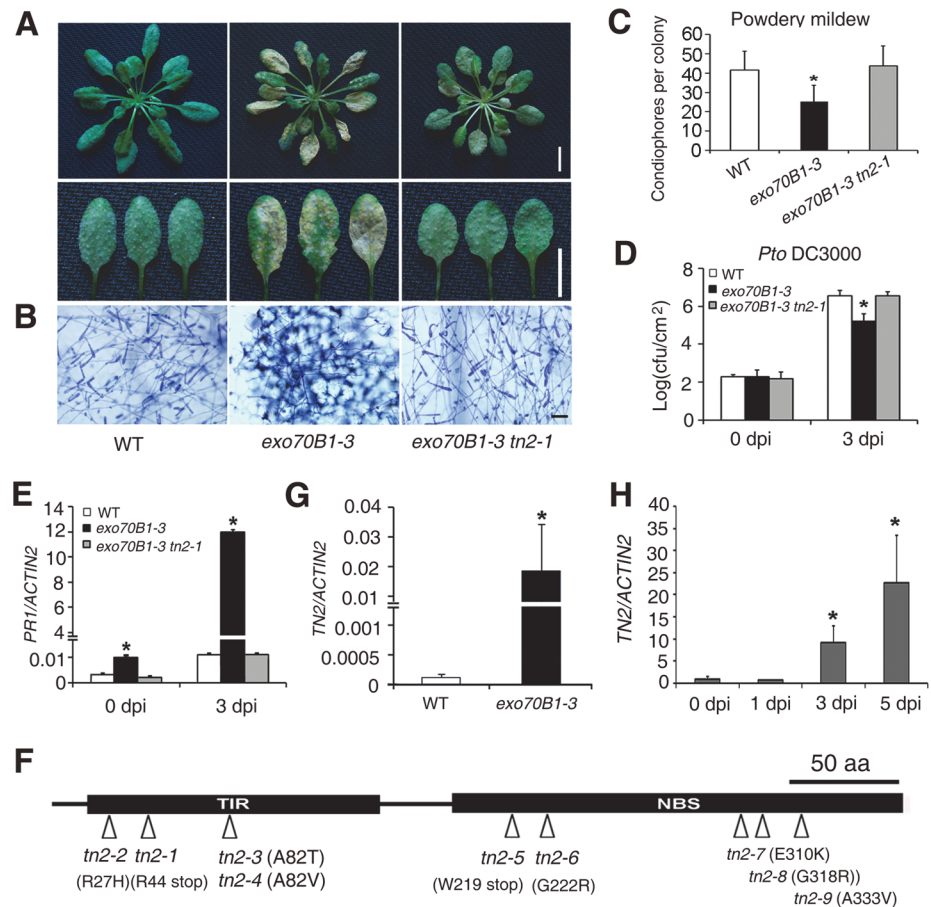 A
B
WT
exo70B1-3
exo70B1-3 tn2-1
C
Powdery mildew
Condiophores per colony
60
50
40
30
20
10
0
*
WT
exo70B1-3
exo70B1-3 tn2-1
D
Pto DC3000
WT
exo70B1-3
exo70B1-3 tn2-1
Log(cfu/cm²)
8
6
4
2
0
*
0 dpi
3 dpi
E
WT
exo70B1-3
exo70B1-3 tn2-1
PR1/ACTIN2
14
12
10
8
6
4
0.01
0
*
*
0 dpi
3 dpi
G
TN2/ACTIN2
0.04
0.03
0.02
0.01
0.001
0.0005
0
*
WT
exo70B1-3
H
TN2/ACTIN2
40
35
30
25
20
15
10
5
0
*
*
0 dpi
1 dpi
3 dpi
5 dpi
F
50 aa
TIR
NBS
tn2-2
(R27H)
tn2-1
(R44 stop)
tn2-3 (A82T)
tn2-4 (A82V)
tn2-5
(W219 stop)
tn2-6
(G222R)
tn2-7 (E310K)
tn2-8 (G318R))
tn2-9 (A333V)